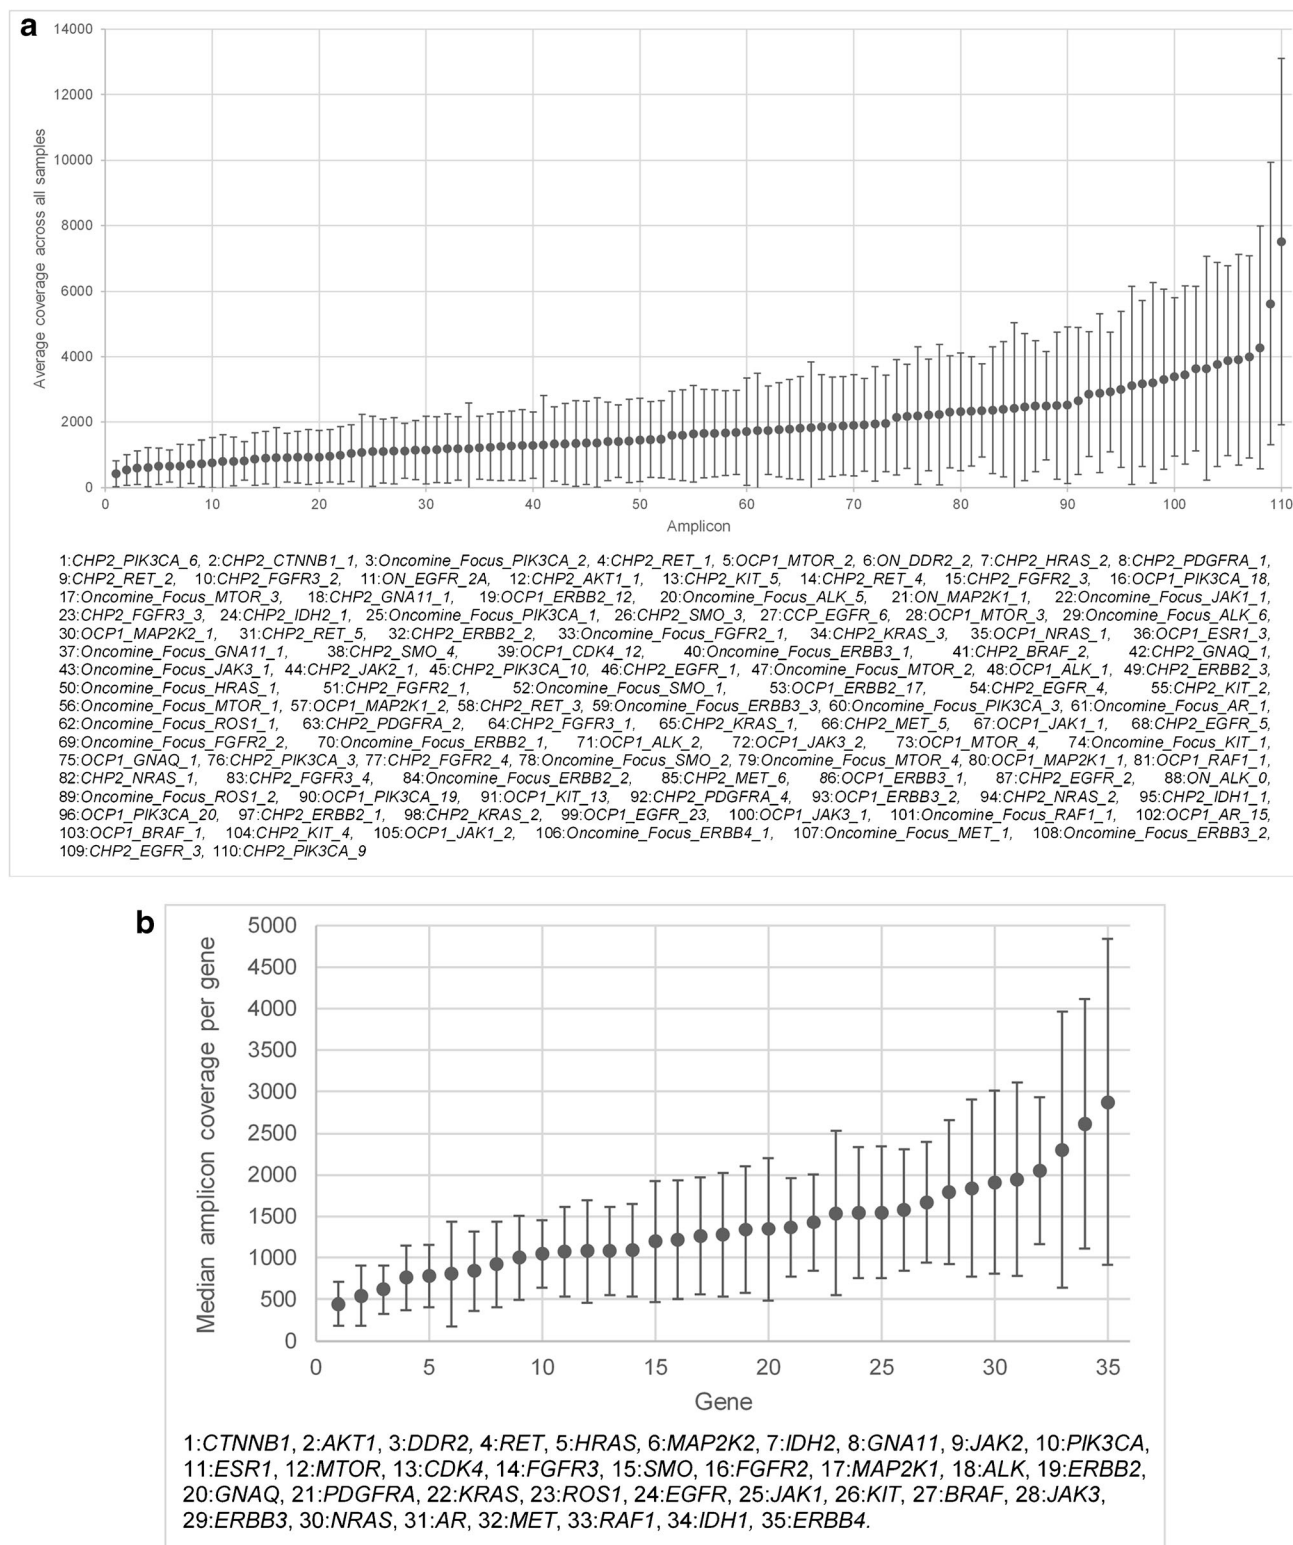 a
14000
12000
10000
8000
6000
4000
2000
0
Average coverage across all samples
0 10 20 30 40 50 60 70 80 90 100 110
Amplicon
1:CHP2_PIK3CA_6, 2:CHP2_CTNNB1_1, 3:Oncomine_Focus_PIK3CA_2, 4:CHP2_RET_1, 5:OCP1_MTOR_2, 6:ON_DDR2_2, 7:CHP2_HRAS_2, 8:CHP2_PDGFRA_1,
9:CHP2_RET_2, 10:CHP2_FGFR3_2, 11:ON_EGFR_2A, 12:CHP2_AKT1_1, 13:CHP2_KIT_5, 14:CHP2_RET_4, 15:CHP2_FGFR2_3, 16:OCP1_PIK3CA_18,
17:Oncomine_Focus_MTOR_3, 18:CHP2_GNA11_1, 19:OCP1_ERBB2_12, 20:Oncomine_Focus_ALK_5, 21:ON_MAP2K1_1, 22:Oncomine_Focus_JAK1_1,
23:CHP2_FGFR3_3, 24:CHP2_IDH2_1, 25:Oncomine_Focus_PIK3CA_1, 26:CHP2_SMO_3, 27:CCP_EGFR_6, 28:OCP1_MTOR_3, 29:Oncomine_Focus_ALK_6,
30:OCP1_MAP2K2_1, 31:CHP2_RET_5, 32:CHP2_ERBB2_2, 33:Oncomine_Focus_FGFR2_1, 34:CHP2_KRAS_3, 35:OCP1_NRAS_1, 36:OCP1_ESR1_3,
37:Oncomine_Focus_GNA11_1, 38:CHP2_SMO_4, 39:OCP1_CDK4_12, 40:Oncomine_Focus_ERBB3_1, 41:CHP2_BRAF_2, 42:CHP2_GNAQ_1,
43:Oncomine_Focus_JAK3_1, 44:CHP2_JAK2_1, 45:CHP2_PIK3CA_10, 46:CHP2_EGFR_1, 47:Oncomine_Focus_MTOR_2, 48:OCP1_ALK_1, 49:CHP2_ERBB2_3,
50:Oncomine_Focus_HRAS_1, 51:CHP2_FGFR2_1, 52:Oncomine_Focus_SMO_1, 53:OCP1_ERBB2_17, 54:CHP2_EGFR_4, 55:CHP2_KIT_2,
56:Oncomine_Focus_MTOR_1, 57:OCP1_MAP2K1_2, 58:CHP2_RET_3, 59:Oncomine_Focus_ERBB3_3, 60:Oncomine_Focus_PIK3CA_3, 61:Oncomine_Focus_AR_1,
62:Oncomine_Focus_ROS1_1, 63:CHP2_PDGFRA_2, 64:CHP2_FGFR3_1, 65:CHP2_KRAS_1, 66:CHP2_MET_5, 67:OCP1_JAK1_1, 68:CHP2_EGFR_5,
69:Oncomine_Focus_FGFR2_2, 70:Oncomine_Focus_ERBB2_1, 71:OCP1_ALK_2, 72:OCP1_JAK3_2, 73:OCP1_MTOR_4, 74:Oncomine_Focus_KIT_1,
75:OCP1_GNAQ_1, 76:CHP2_PIK3CA_3, 77:CHP2_FGFR2_4, 78:Oncomine_Focus_SMO_2, 79:Oncomine_Focus_MTOR_4, 80:OCP1_MAP2K1_1, 81:OCP1_RAF1_1,
82:CHP2_NRAS_1, 83:CHP2_FGFR3_4, 84:Oncomine_Focus_ERBB2_2, 85:CHP2_MET_6, 86:OCP1_ERBB3_1, 87:CHP2_EGFR_2, 88:ON_ALK_0,
89:Oncomine_Focus_ROS1_2, 90:OCP1_PIK3CA_19, 91:OCP1_KIT_13, 92:CHP2_PDGFRA_4, 93:OCP1_ERBB3_2, 94:CHP2_NRAS_2, 95:CHP2_IDH1_1,
96:OCP1_PIK3CA_20, 97:CHP2_ERBB2_1, 98:CHP2_KRAS_2, 99:OCP1_EGFR_23, 100:OCP1_JAK3_1, 101:Oncomine_Focus_RAF1_1, 102:OCP1_AR_15,
103:OCP1_BRAF_1, 104:CHP2_KIT_4, 105:OCP1_JAK1_2, 106:Oncomine_Focus_ERBB4_1, 107:Oncomine_Focus_MET_1, 108:Oncomine_Focus_ERBB3_2,
109:CHP2_EGFR_3, 110:CHP2_PIK3CA_9
b
5000
4500
4000
3500
3000
2500
2000
1500
1000
500
0
Median amplicon coverage per gene
0 5 10 15 20 25 30 35
Gene
1:CTNNB1, 2:AKT1, 3:DDR2, 4:RET, 5:HRAS, 6:MAP2K2, 7:IDH2, 8:GNA11, 9:JAK2, 10:PIK3CA,
11:ESR1, 12:MTOR, 13:CDK4, 14:FGFR3, 15:SMO, 16:FGFR2, 17:MAP2K1, 18:ALK, 19:ERBB2,
20:GNAQ, 21:PDGFRA, 22:KRAS, 23:ROS1, 24:EGFR, 25:JAK1, 26:KIT, 27:BRAF, 28:JAK3,
29:ERBB3, 30:NRAS, 31:AR, 32:MET, 33:RAF1, 34:IDH1, 35:ERBB4.